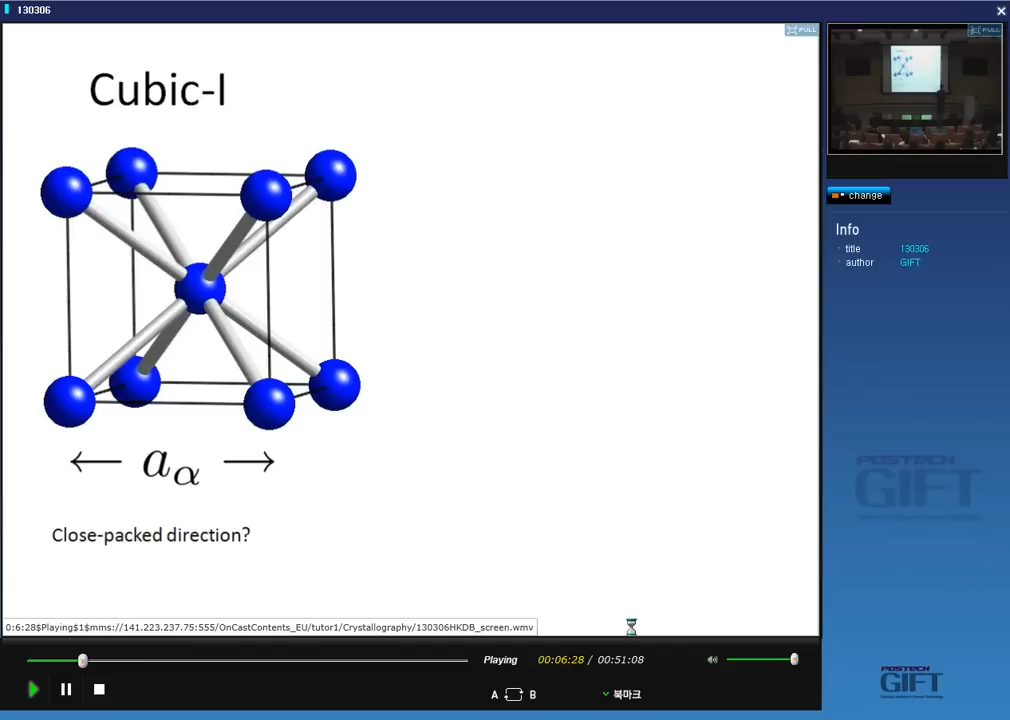 130306
FULL
FULL
Cubic-I
← aα →
Close-packed direction?
change
Info
title 130306
author GIFT
POSTECH
GIFT
0:6:28$Playing$1$mms://141.223.237.75:555/OnCastContents_EU/tutor1/Crystallography/130306HKDB_screen.wmv
Playing 00:06:28 / 00:51:08
A B 북마크
POSTECH
GIFT